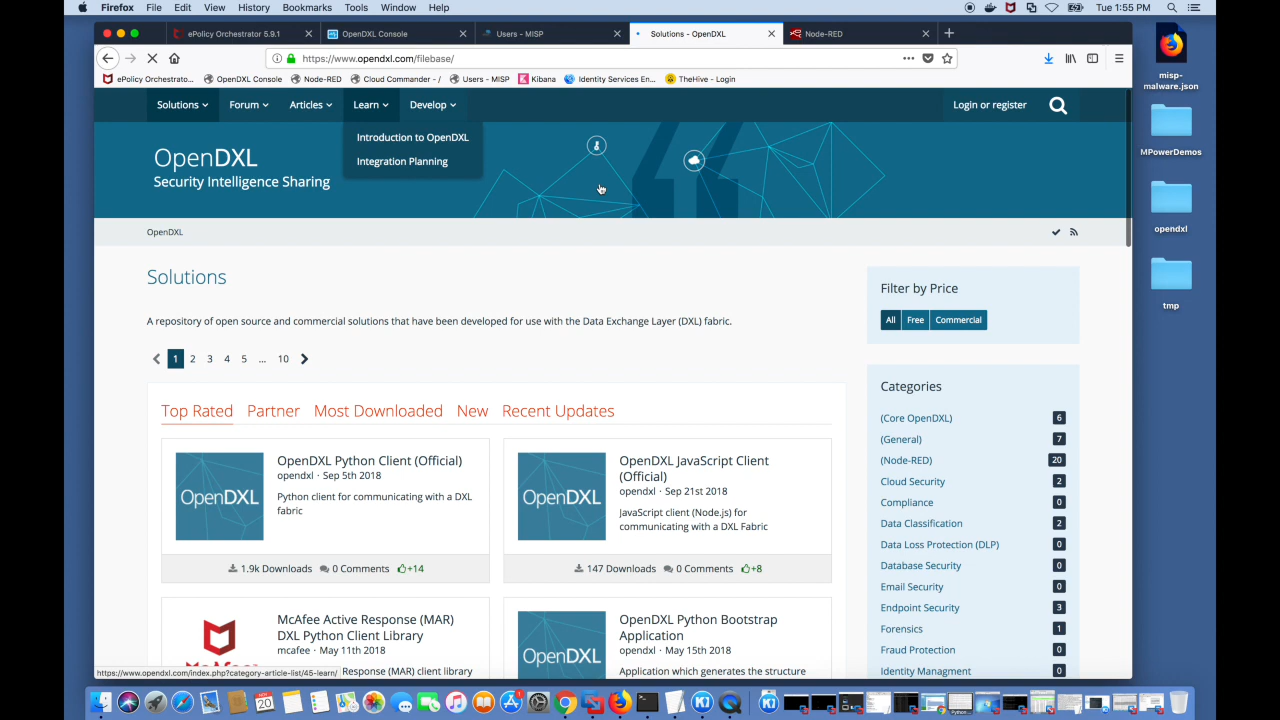 Firefox File Edit View History Bookmarks Tools Window Help Tue 1:55 PM
ePolicy Orchestrator 5.9.1 OpenDXL Console Users - MISP Solutions - OpenDXL Node-RED
https://www.opendxl.com/filebase/
ePolicy Orchestrato... OpenDXL Console Node-RED Cloud Commander - / Users - MISP Kibana Identity Services En... TheHive - Login
Solutions Forum Articles Learn Develop Login or register
Introduction to OpenDXL
Integration Planning
OpenDXL
Security Intelligence Sharing
OpenDXL
Solutions
A repository of open source and commercial solutions that have been developed for use with the Data Exchange Layer (DXL) fabric.
1 2 3 4 5 ... 10
Top Rated Partner Most Downloaded New Recent Updates
OpenDXL
OpenDXL Python Client (Official)
opendxl · Sep 5th 2018
Python client for communicating with a DXL
fabric
1.9k Downloads 0 Comments +14
OpenDXL
OpenDXL JavaScript Client
(Official)
opendxl · Sep 21st 2018
JavaScript client (Node.js) for
communicating with a DXL Fabric
147 Downloads 0 Comments +8
McAfee Active Response (MAR)
DXL Python Client Library
mcafee · May 11th 2018
Response (MAR) client library
OpenDXL
OpenDXL Python Bootstrap
Application
opendxl · May 15th 2018
Application which generates the structure
Filter by Price
All Free Commercial
Categories
(Core OpenDXL) 6
(General) 7
(Node-RED) 20
Cloud Security 2
Compliance 0
Data Classification 2
Data Loss Protection (DLP) 0
Database Security 0
Email Security 0
Endpoint Security 3
Forensics 1
Fraud Protection 0
Identity Managment 0
https://www.opendxl.com/index.php?category-article-list/45-learn/
misp-
malware.json
MPowerDemos
opendxl
tmp